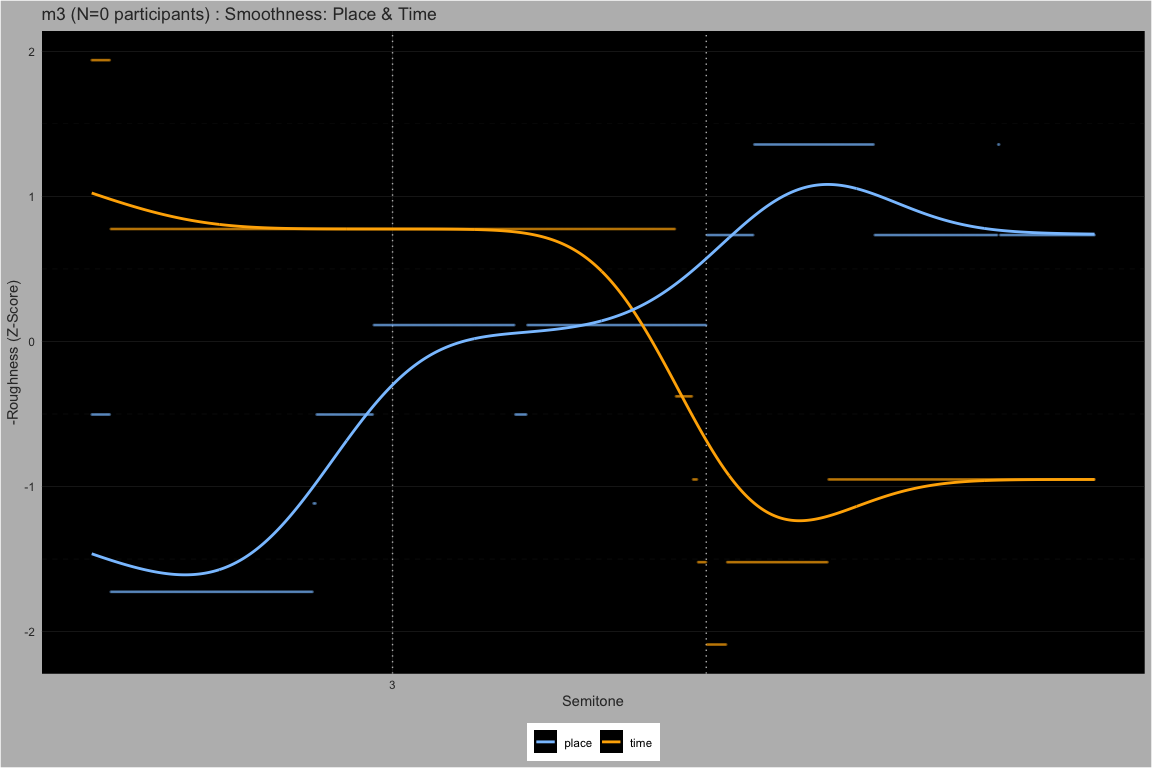 m3 (N=0 participants) : Smoothness: Place & Time
-Roughness (Z-Score)
2
1
0
-1
-2
3
Semitone
place time